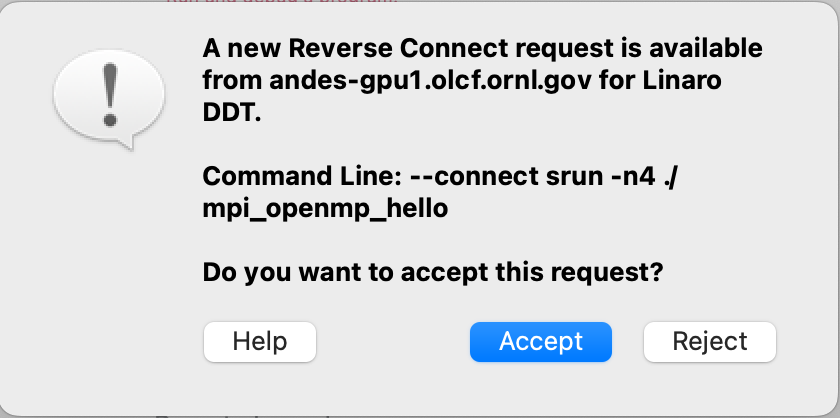 A new Reverse Connect request is available
from andes-gpu1.olcf.ornl.gov for Linaro
DDT.
Command Line: --connect srun -n4 ./
mpi_openmp_hello
Do you want to accept this request?
Help
Accept
Reject